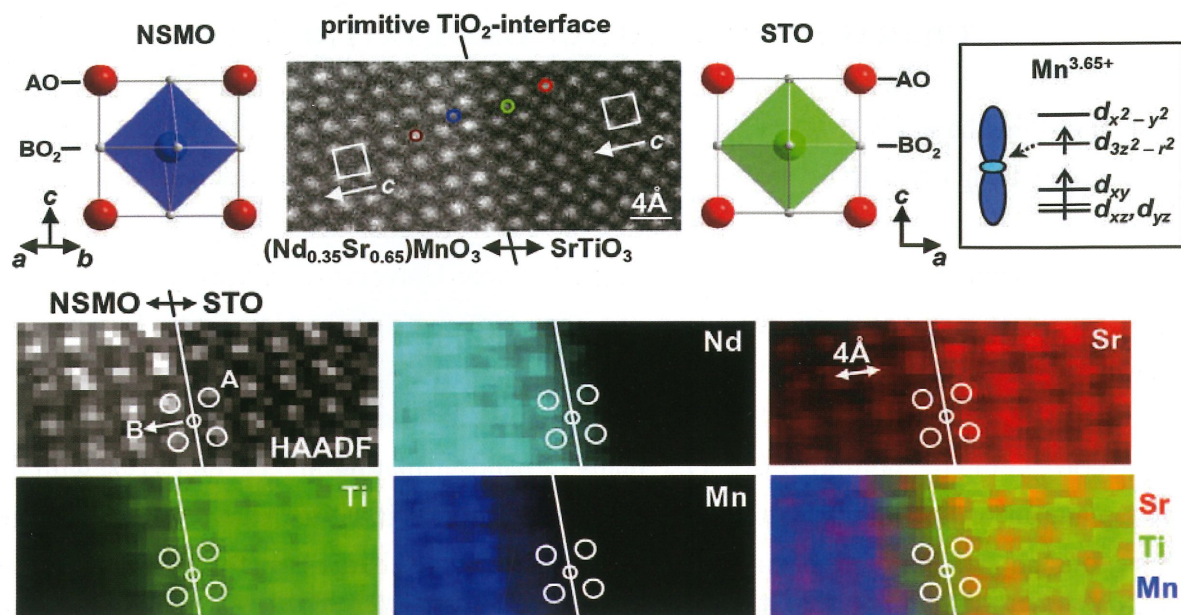 primitive TiO₂-interface
NSMO
STO
AO
BO₂
c
a
b
c
c
4Å
(Nd₀.₃₅Sr₀.₆₅)MnO₃
SrTiO₃
AO
BO₂
c
a
Mn³·⁶⁵⁺
dₓ²₋ᵧ²
d₃z²₋ᵣ²
dxy
dxz, dyz
NSMO
STO
A
B
HAADF
Nd
4Å
Sr
Ti
Mn
Sr
Ti
Mn